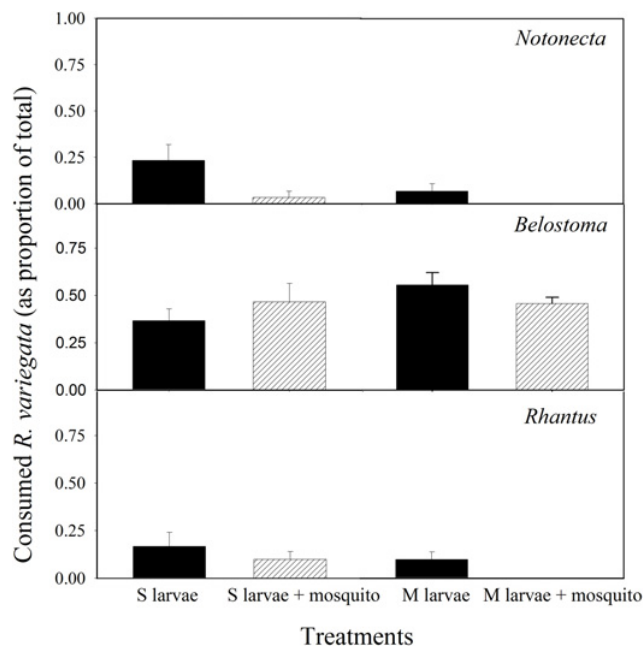 Consumed R. variegata (as proportion of total)
1.00
Notonecta
0.75
0.50
0.25
0.00
Belostoma
0.75
0.50
0.25
0.00
Rhantus
0.75
0.50
0.25
0.00
S larvae S larvae + mosquito M larvae M larvae + mosquito
Treatments